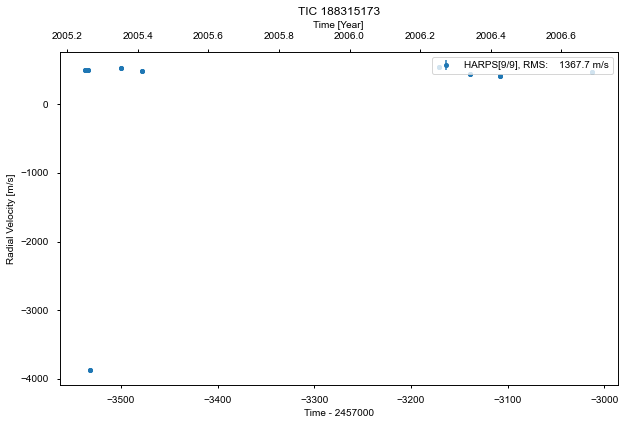 TIC 188315173
Time [Year]
2005.2 2005.4 2005.6 2005.8 2006.0 2006.2 2006.4 2006.6
HARPS[9/9], RMS: 1367.7 m/s
0
−1000
−2000
−3000
−4000
Radial Velocity [m/s]
−3500 −3400 −3300 −3200 −3100 −3000
Time - 2457000